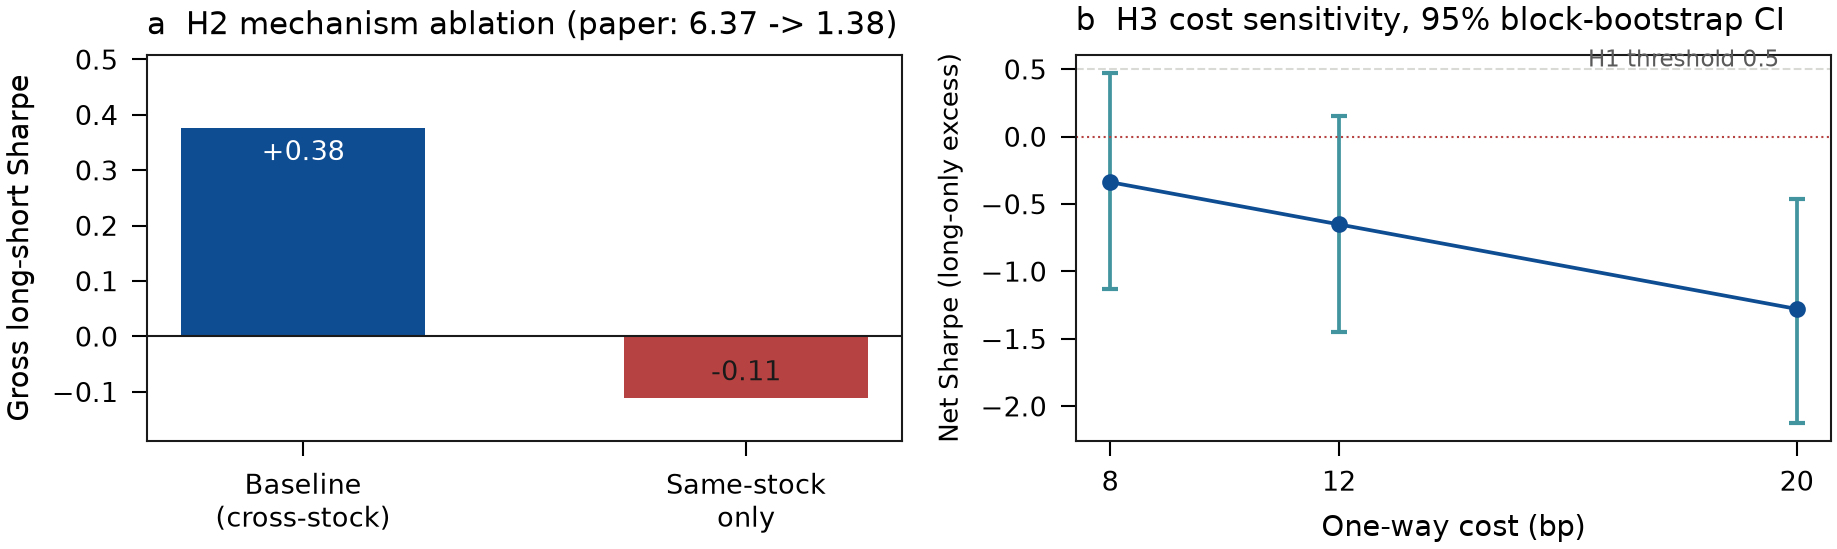 a  H2 mechanism ablation (paper: 6.37 -> 1.38)
Gross long-short Sharpe
0.5
0.4
0.3
0.2
0.1
0.0
−0.1
+0.38
-0.11
Baseline
(cross-stock)
Same-stock
only
b  H3 cost sensitivity, 95% block-bootstrap CI
Net Sharpe (long-only excess)
H1 threshold 0.5
0.5
0.0
−0.5
−1.0
−1.5
−2.0
8
12
20
One-way cost (bp)